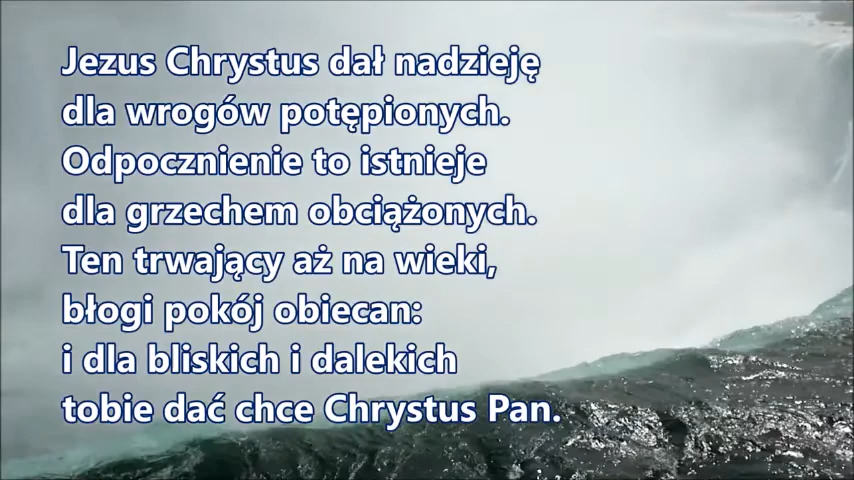 Jezus Chrystus dał nadzieję
dla wrogów potępionych.
Odpocznienie to istnieje
dla grzechem obciążonych.
Ten trwający aż na wieki,
błogi pokój obiecan:
i dla bliskich i dalekich
tobie dać chce Chrystus Pan.